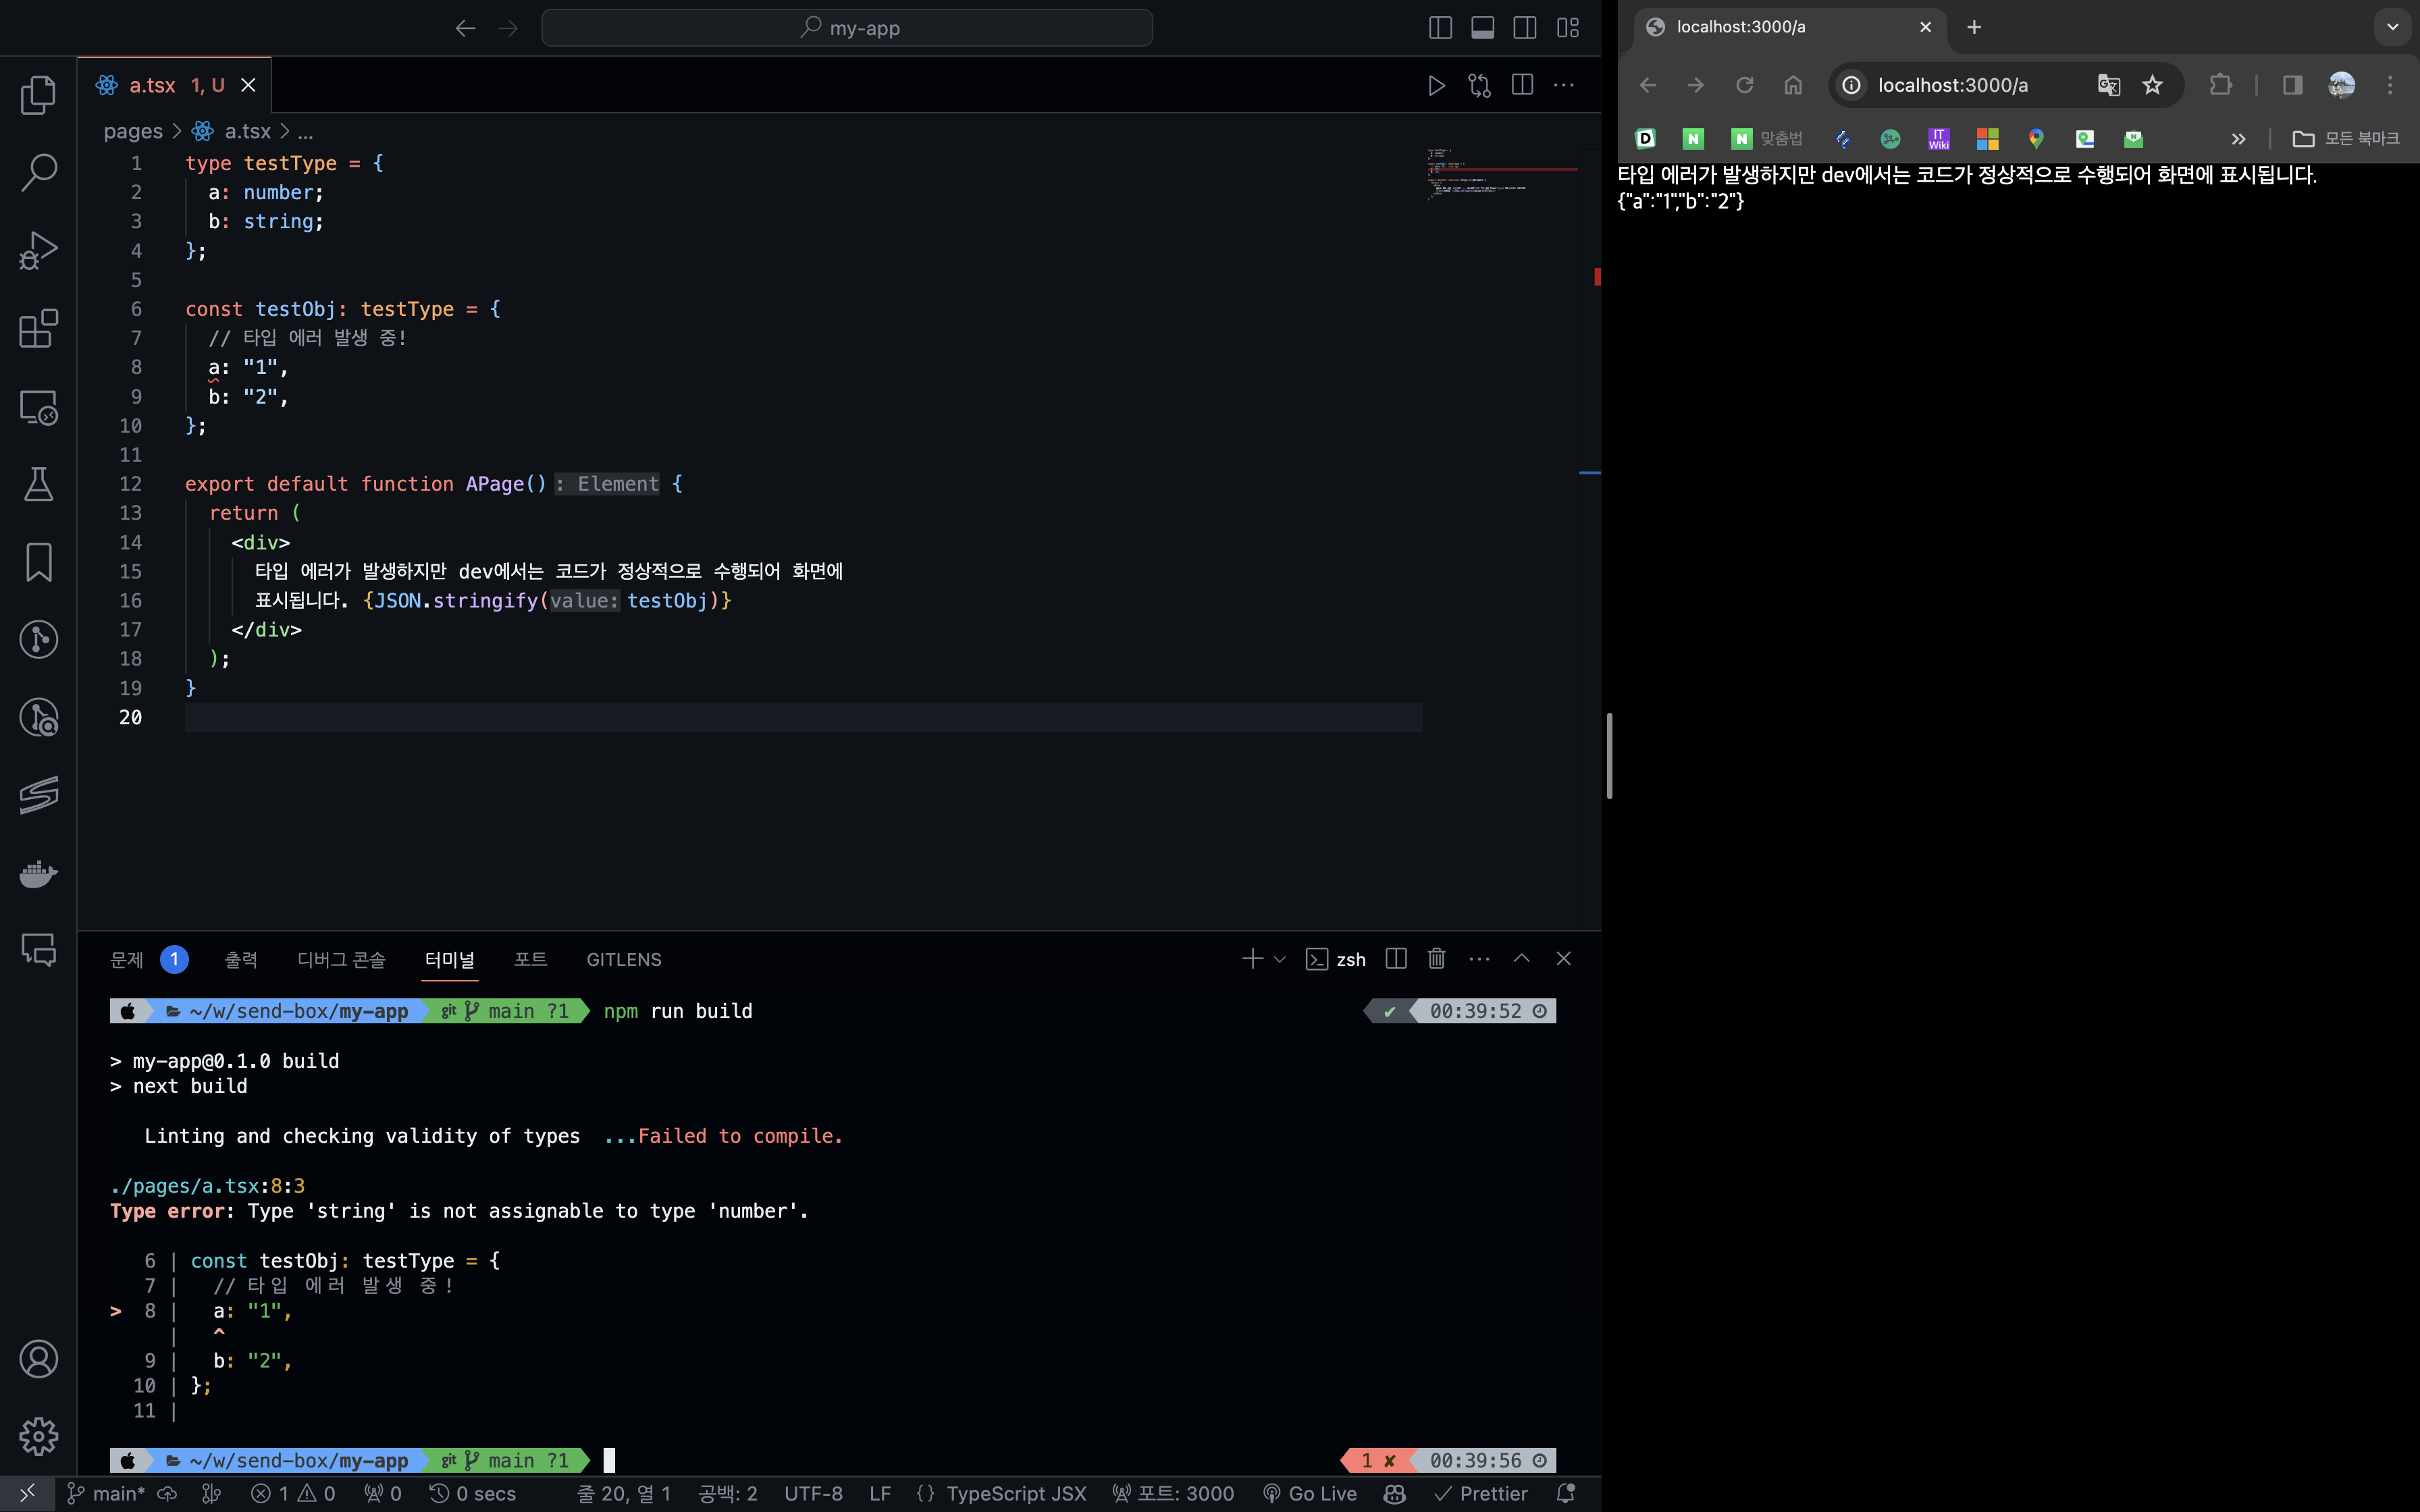 my-app
a.tsx 1, U
pages > a.tsx > ...
1 type testType = {
2 a: number;
3 b: string;
4 };
5
6 const testObj: testType = {
7 // 타입 에러 발생 중!
8 a: "1",
9 b: "2",
10 };
11
12 export default function APage(): Element {
13 return (
14 <div>
15 타입 에러가 발생하지만 dev에서는 코드가 정상적으로 수행되어 화면에
16 표시됩니다. {JSON.stringify(value: testObj)}
17 </div>
18 );
19 }
20
문제 1 출력 디버그 콘솔 터미널 포트 GITLENS zsh
~/w/send-box/my-app git main ?1 npm run build ✔ 00:39:52
> my-app@0.1.0 build
> next build
Linting and checking validity of types ...Failed to compile.
./pages/a.tsx:8:3
Type error: Type 'string' is not assignable to type 'number'.
6 | const testObj: testType = {
7 | // 타입 에러 발생 중!
> 8 | a: "1",
| ^
9 | b: "2",
10 | };
11 |
~/w/send-box/my-app git main ?1 1 ✘ 00:39:56
main* 1 0 0 0 secs 줄 20, 열 1 공백: 2 UTF-8 LF {} TypeScript JSX 포트: 3000 Go Live Prettier
localhost:3000/a
localhost:3000/a
D N N 맞춤법 IT Wiki » 모든 북마크
타입 에러가 발생하지만 dev에서는 코드가 정상적으로 수행되어 화면에 표시됩니다.
{"a":"1","b":"2"}